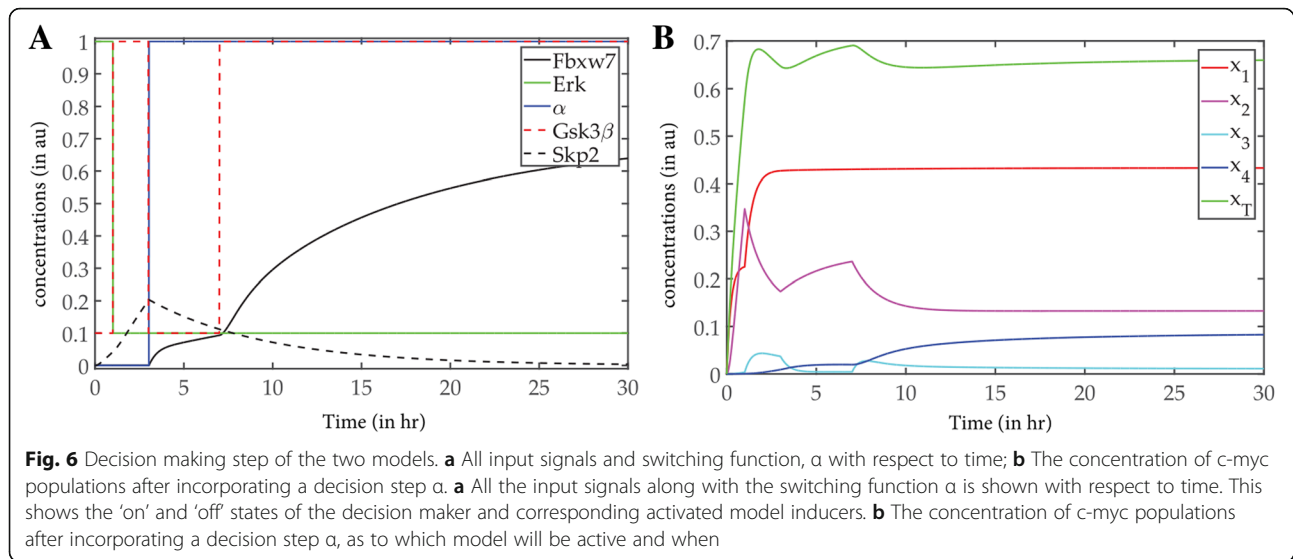 A
1
0.9
0.8
0.7
0.6
0.5
0.4
0.3
0.2
0.1
0
concentrations (in au)
0 5 10 15 20 25 30
Time (in hr)
Fbxw7
Erk
α
Gsk3β
Skp2
B
0.7
0.6
0.5
0.4
0.3
0.2
0.1
0
concentrations (in au)
0 5 10 15 20 25 30
Time (in hr)
x_1
x_2
x_3
x_4
x_T
Fig. 6 Decision making step of the two models. a All input signals and switching function, α with respect to time; b The concentration of c-myc
populations after incorporating a decision step α. a All the input signals along with the switching function α is shown with respect to time. This
shows the ‘on’ and ‘off’ states of the decision maker and corresponding activated model inducers. b The concentration of c-myc populations
after incorporating a decision step α, as to which model will be active and when